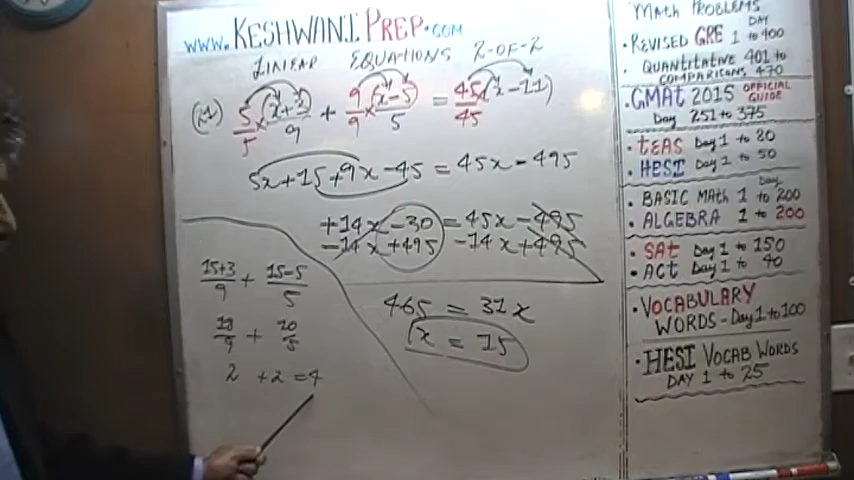 www.KESHWANI PREP.COM
LINEAR EQUATIONS 2-OF-2
5/5 × (x+3)/9 + 9/9 × (x-5)/5 = 45/45 (x-11)
5x+15+9x-45 = 45x-495
+14x-30 = 45x-495
-14x+495 -14x+495
465 = 31x
x = 15
15+3/9 + 15-5/5
18/9 + 10/5
2 +2 =4
MATH PROBLEMS
DAY
• REVISED GRE 1 to 400
• QUANTITATIVE 401 to
COMPARISONS 470
• GMAt 2015 OFFICIAL GUIDE
Day 251 to 375
• tEAS Day 1 to 80
• HESI Day 1 to 50
Day
• BASIC MAth 1 to 200
• ALGEBRA 1 to 200
• SAt Day 1 to 150
• ACt Day 1 to 40
• VOCABULARY
WORDS - Day 1 to 100
• HESI VOCAB WORDS
DAY 1 to 25